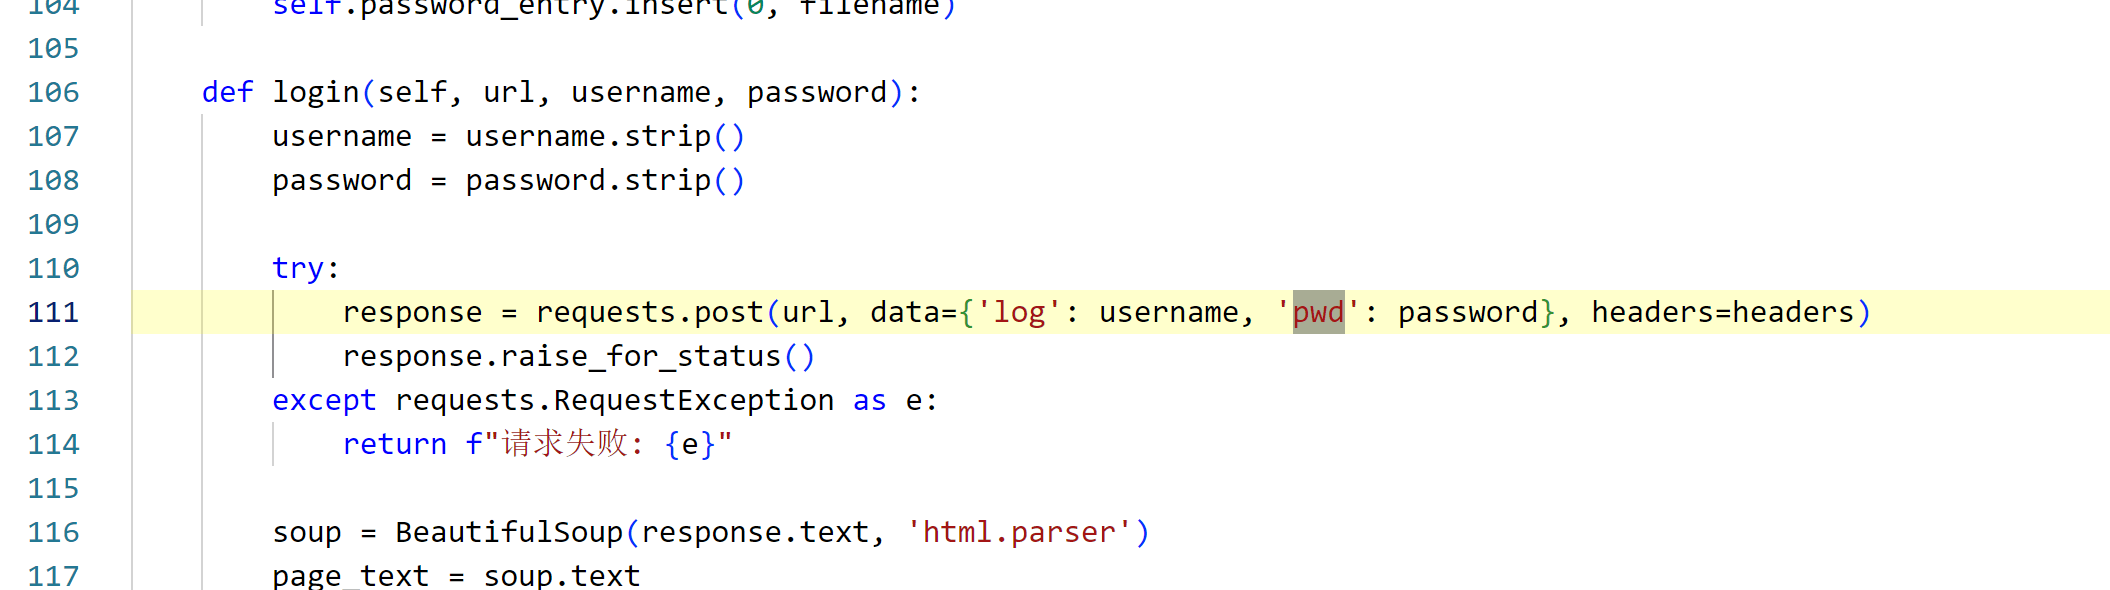 104 self.password_entry.insert(0, filename)
105
106 def login(self, url, username, password):
107 username = username.strip()
108 password = password.strip()
109
110 try:
111 response = requests.post(url, data={'log': username, 'pwd': password}, headers=headers)
112 response.raise_for_status()
113 except requests.RequestException as e:
114 return f"请求失败: {e}"
115
116 soup = BeautifulSoup(response.text, 'html.parser')
117 page_text = soup.text